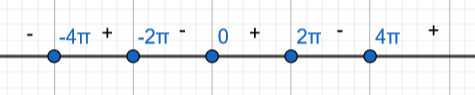 - -4π + -2π - 0 + 2π - 4π +